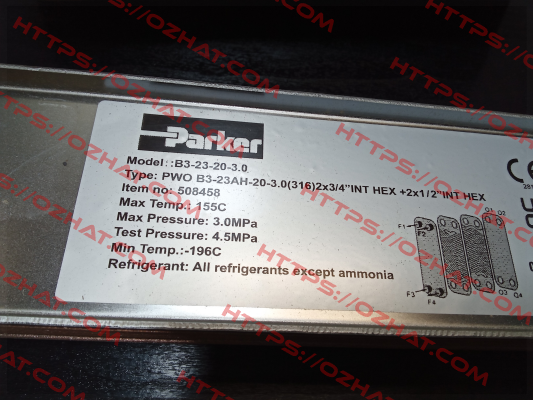 HTTPS://OZHAT.COM
Parker
Model::B3-23-20-3.0
Type: PWO B3-23AH-20-3.0(316)2x3/4"INT HEX +2x1/2"INT HEX
Item no: 508458
Max Temp.: 155C
Max Pressure: 3.0MPa
Test Pressure: 4.5MPa
Min Temp.:-196C
Refrigerant: All refrigerants except ammonia
CE
Q1 Q2
F1
F2
F3
F4
Q3 Q4